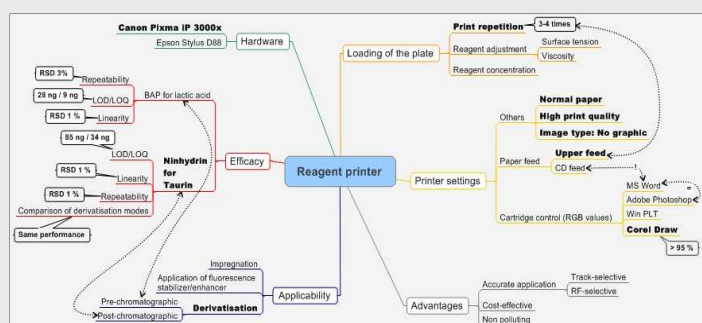 Canon Pixma iP 3000x
Epson Stylus D88
Hardware
RSD 3%
Repeatability
28 ng / 9 ng
LOD/LOQ
BAP for lactic acid
RSD 1 %
Linearity
85 ng / 34 ng
LOD/LOQ
RSD 1 %
Linearity
Ninhydrin
for
Taurin
RSD 1 %
Repeatability
Comparison of derivatisation modes
Same performance
Efficacy
Reagent printer
Impregnation
Application of fluorescence
stabilizer/enhancer
Pre-chromatographic
Post-chromatographic
Derivatisation
Applicability
Loading of the plate
Print repetition
3-4 times
Reagent adjustment
Surface tension
Viscosity
Reagent concentration
Printer settings
Others
Normal paper
High print quality
Image type: No graphic
Paper feed
Upper feed
CD feed
!
Cartridge control (RGB values)
MS Word
=
Adobe Photoshop
Win PLT
Corel Draw
> 95 %
Advantages
Accurate application
Track-selective
RF-selective
Cost-effective
Non polluting